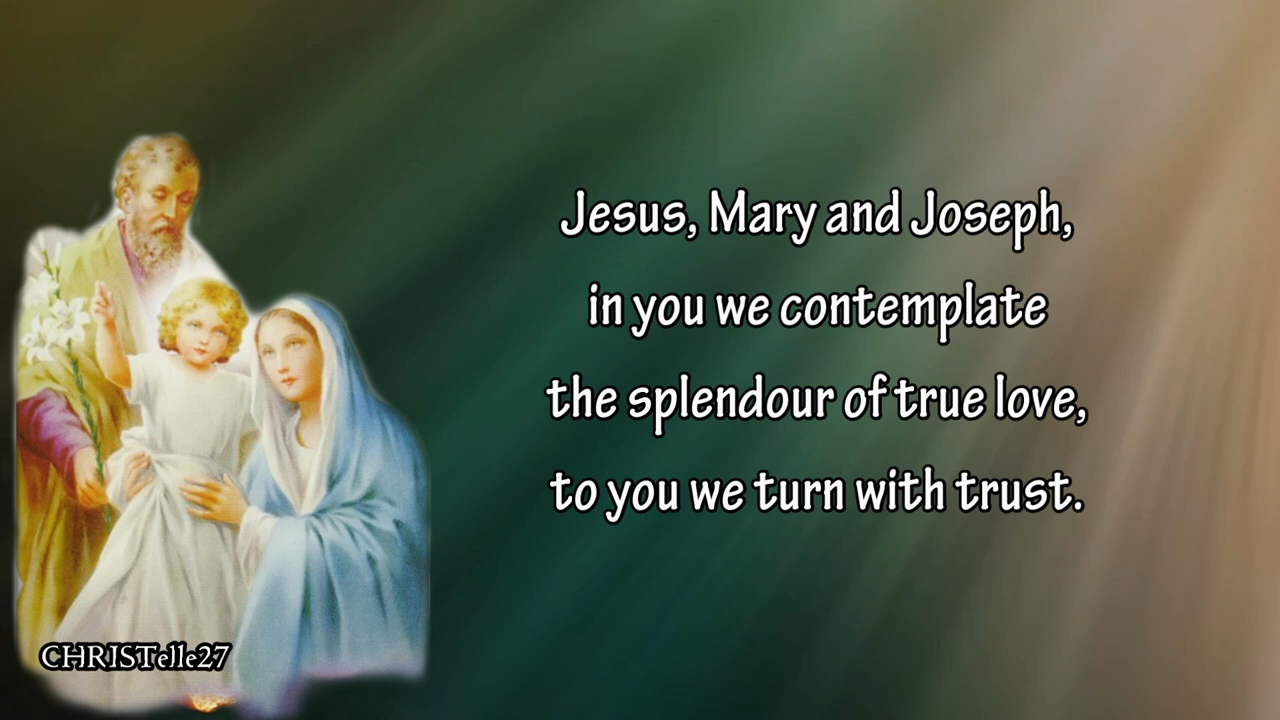 Jesus, Mary and Joseph,
in you we contemplate
the splendour of true love,
to you we turn with trust.
CHRISTelle27